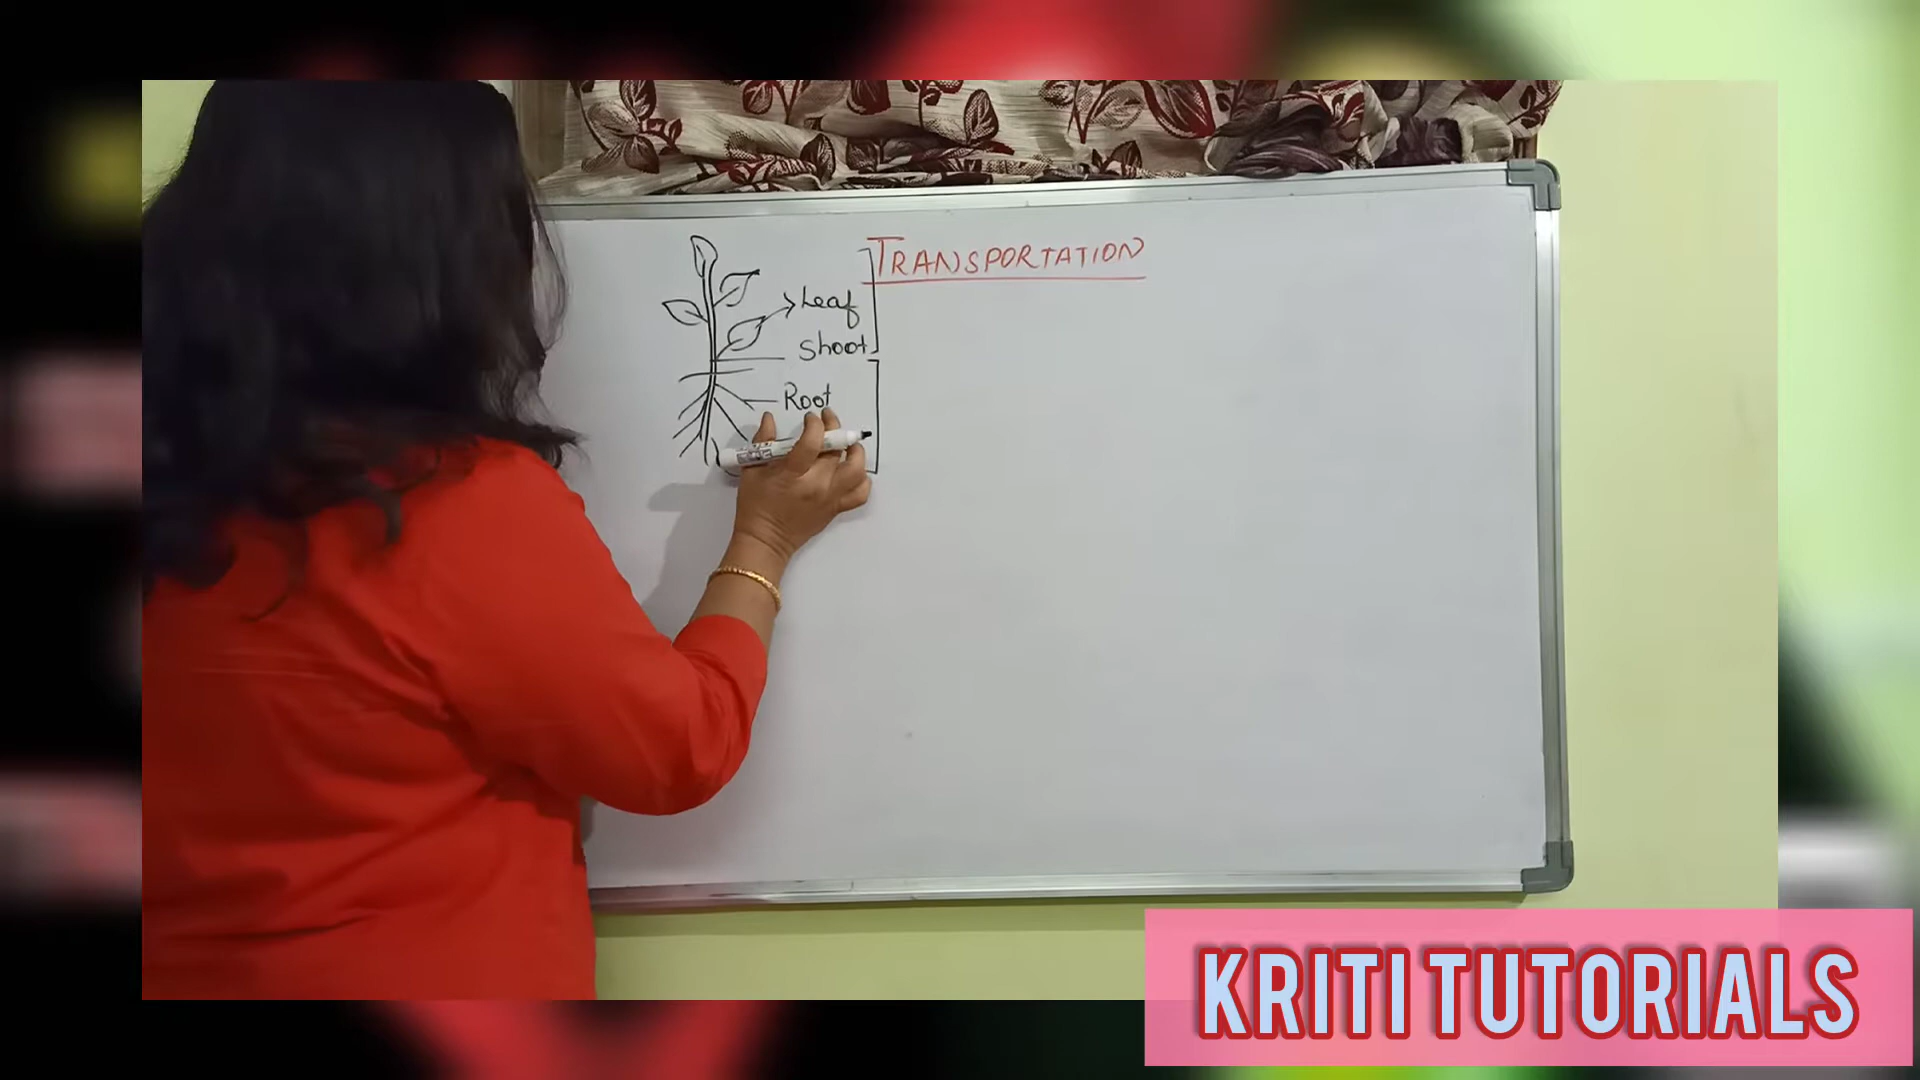 TRANSPORTATION
Leaf
Shoot
Root
KRITI TUTORIALS